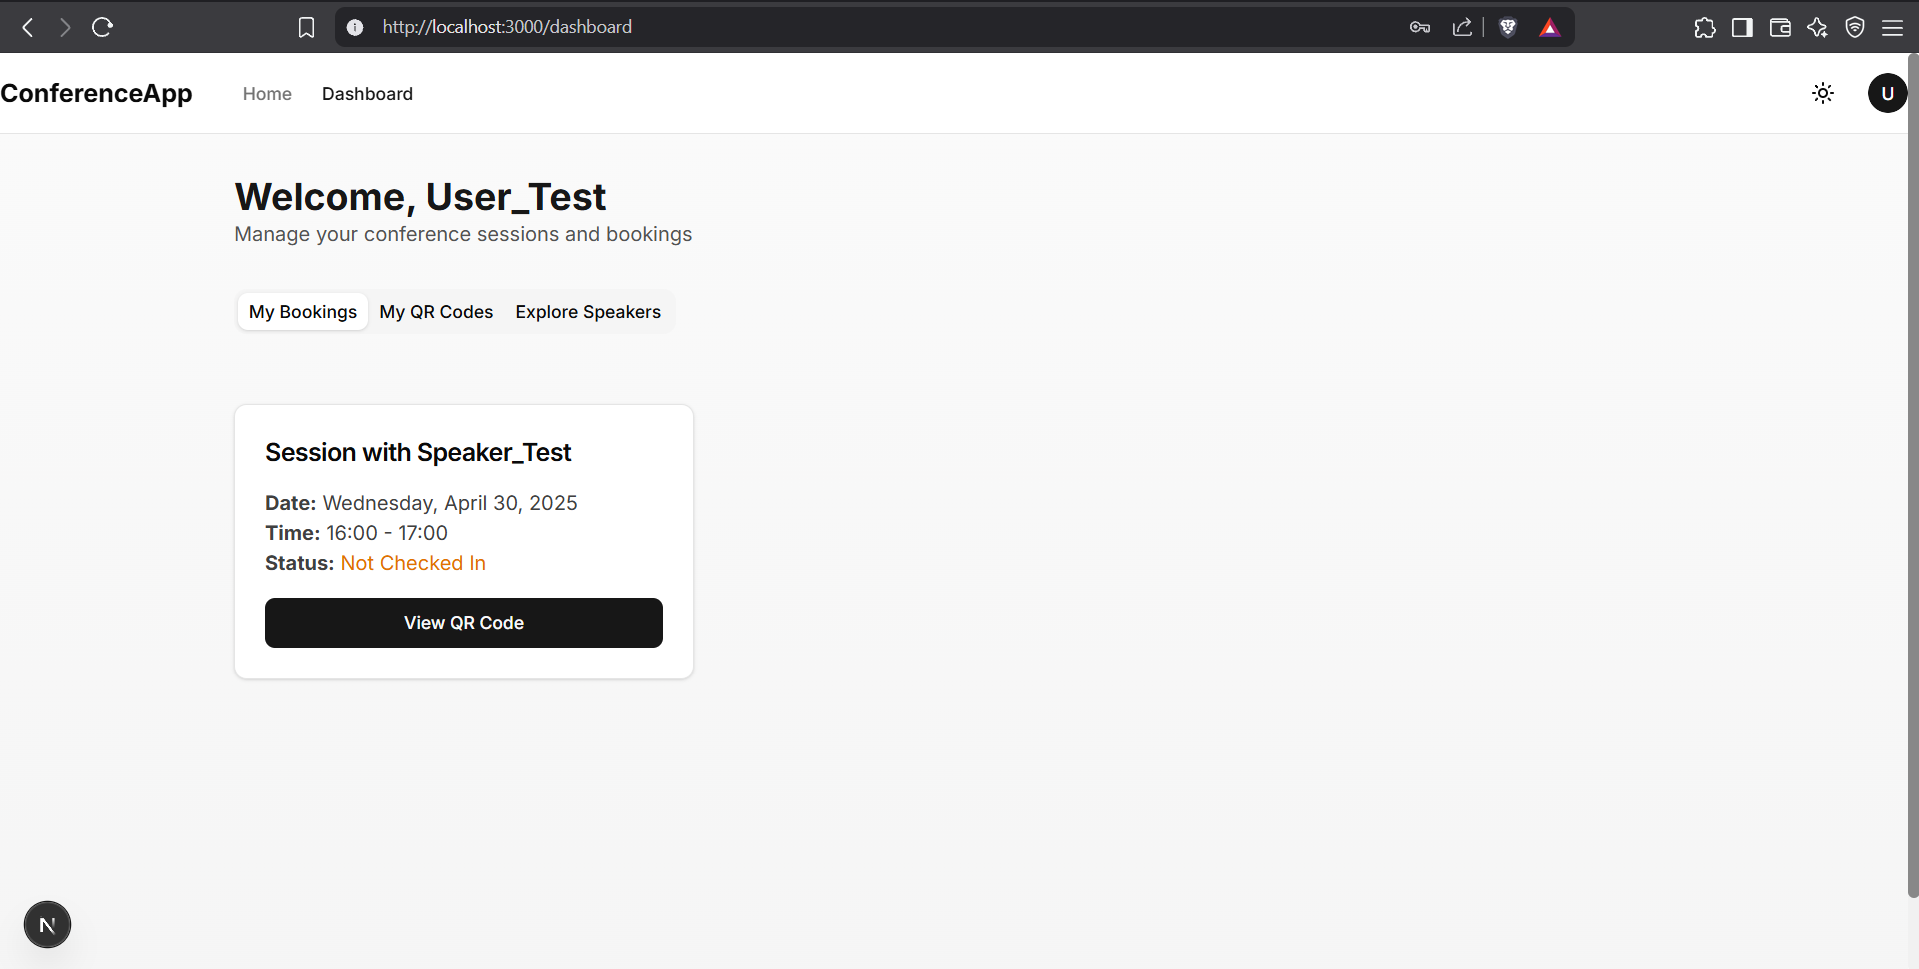 http://localhost:3000/dashboard
ConferenceApp Home Dashboard U
Welcome, User_Test
Manage your conference sessions and bookings
My Bookings My QR Codes Explore Speakers
Session with Speaker_Test
Date: Wednesday, April 30, 2025
Time: 16:00 - 17:00
Status: Not Checked In
View QR Code
N